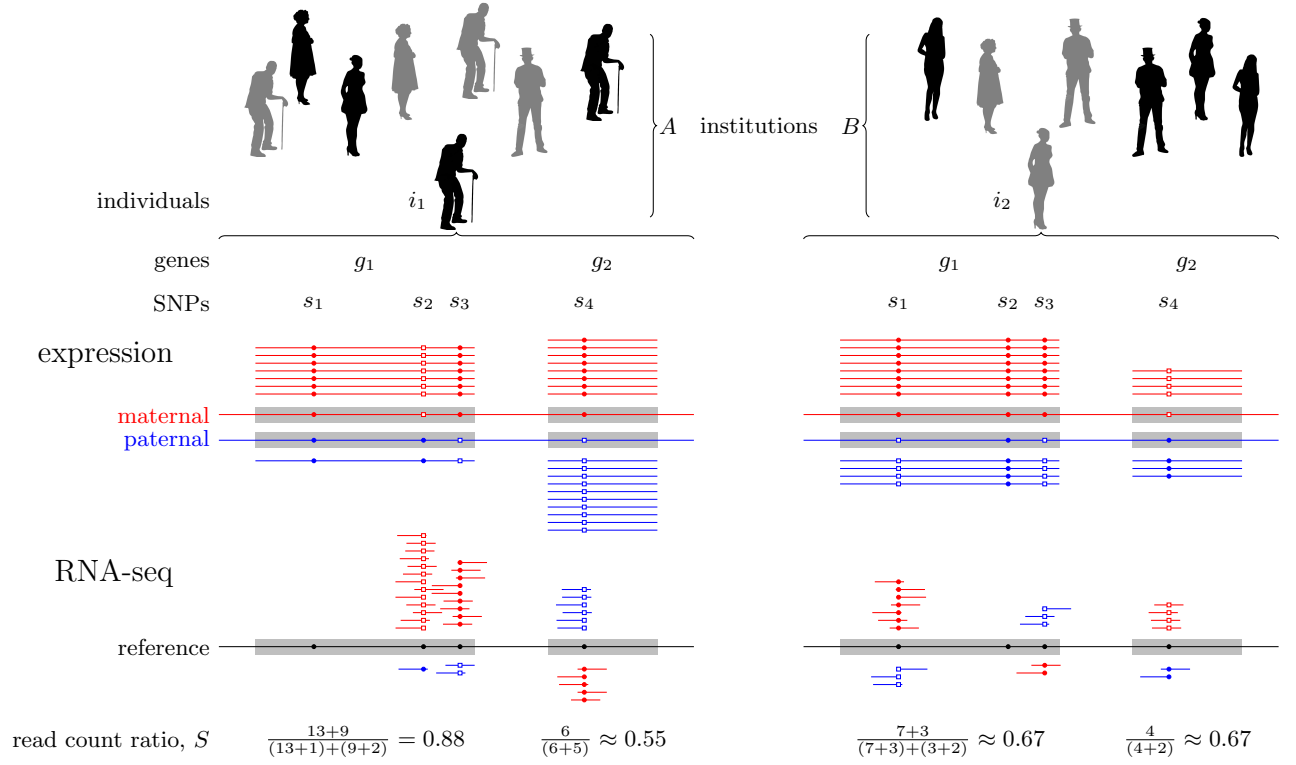 A institutions B
individuals i₁ i₂
genes g₁ g₂ g₁ g₂
SNPs s₁ s₂ s₃ s₄ s₁ s₂ s₃ s₄
expression
maternal
paternal
RNA-seq
reference
read count ratio, S 13+9/(13+1)+(9+2) = 0.88 6/(6+5) ≈ 0.55 7+3/(7+3)+(3+2) ≈ 0.67 4/(4+2) ≈ 0.67